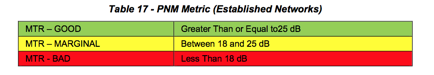 Table 17 - PNM Metric (Established Networks)
MTR – GOOD Greater Than or Equal to25 dB
MTR – MARGINAL Between 18 and 25 dB
MTR - BAD Less Than 18 dB